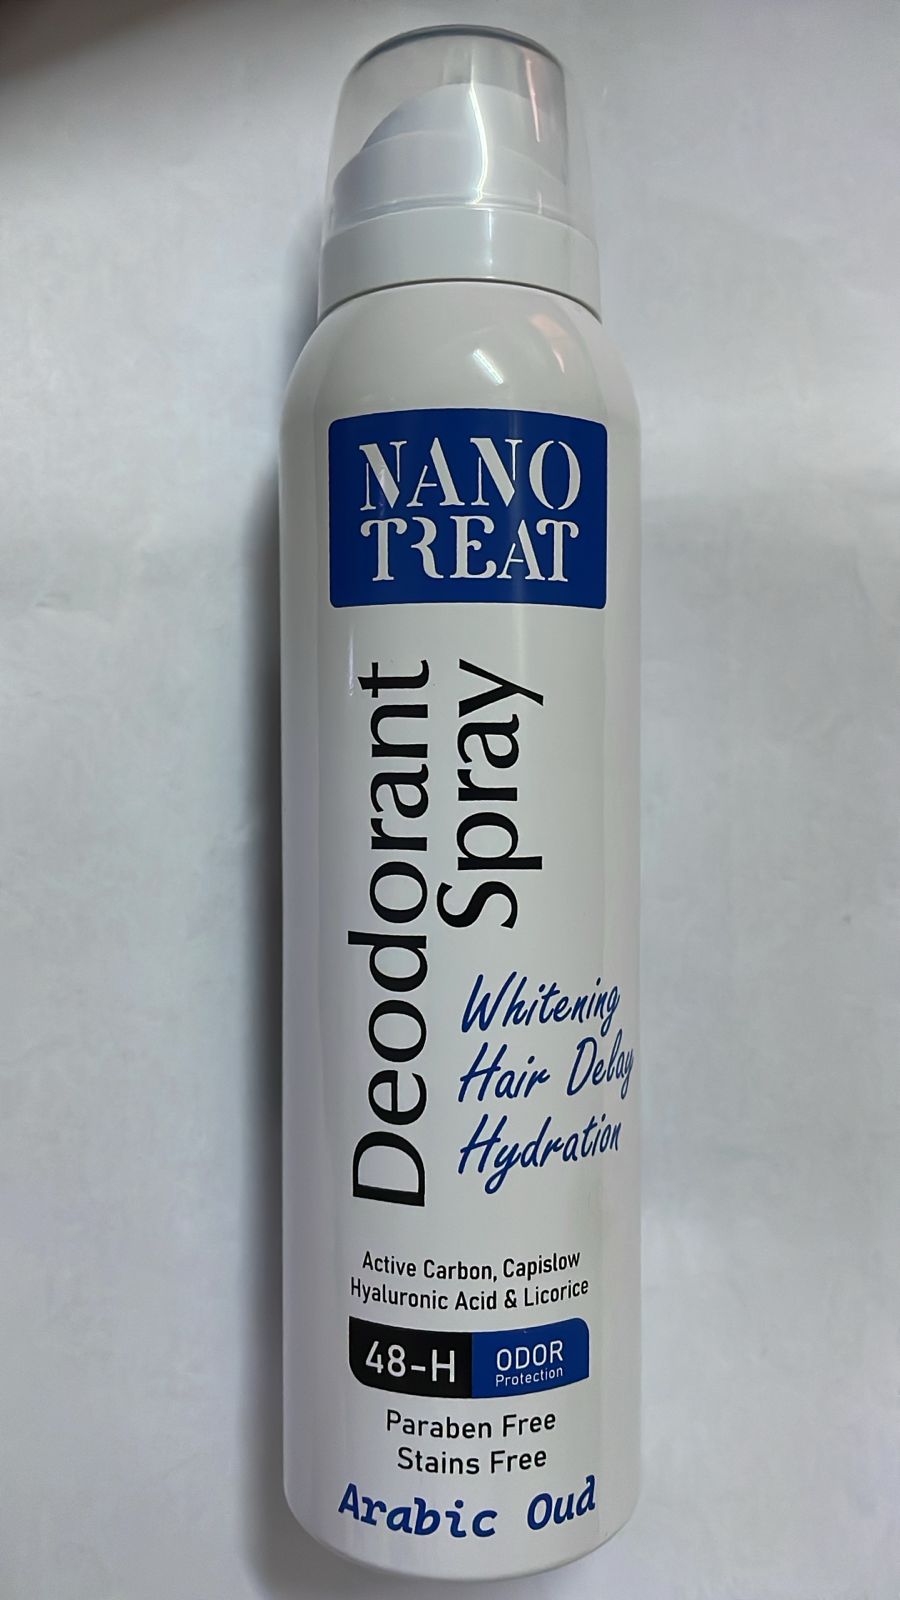 NANO
TREAT
Deodorant
Spray
Whitening
Hair Delay
Hydration
Active Carbon, Capislow
Hyaluronic Acid & Licorice
48-H
ODOR
Protection
Paraben Free
Stains Free
Arabic Oud